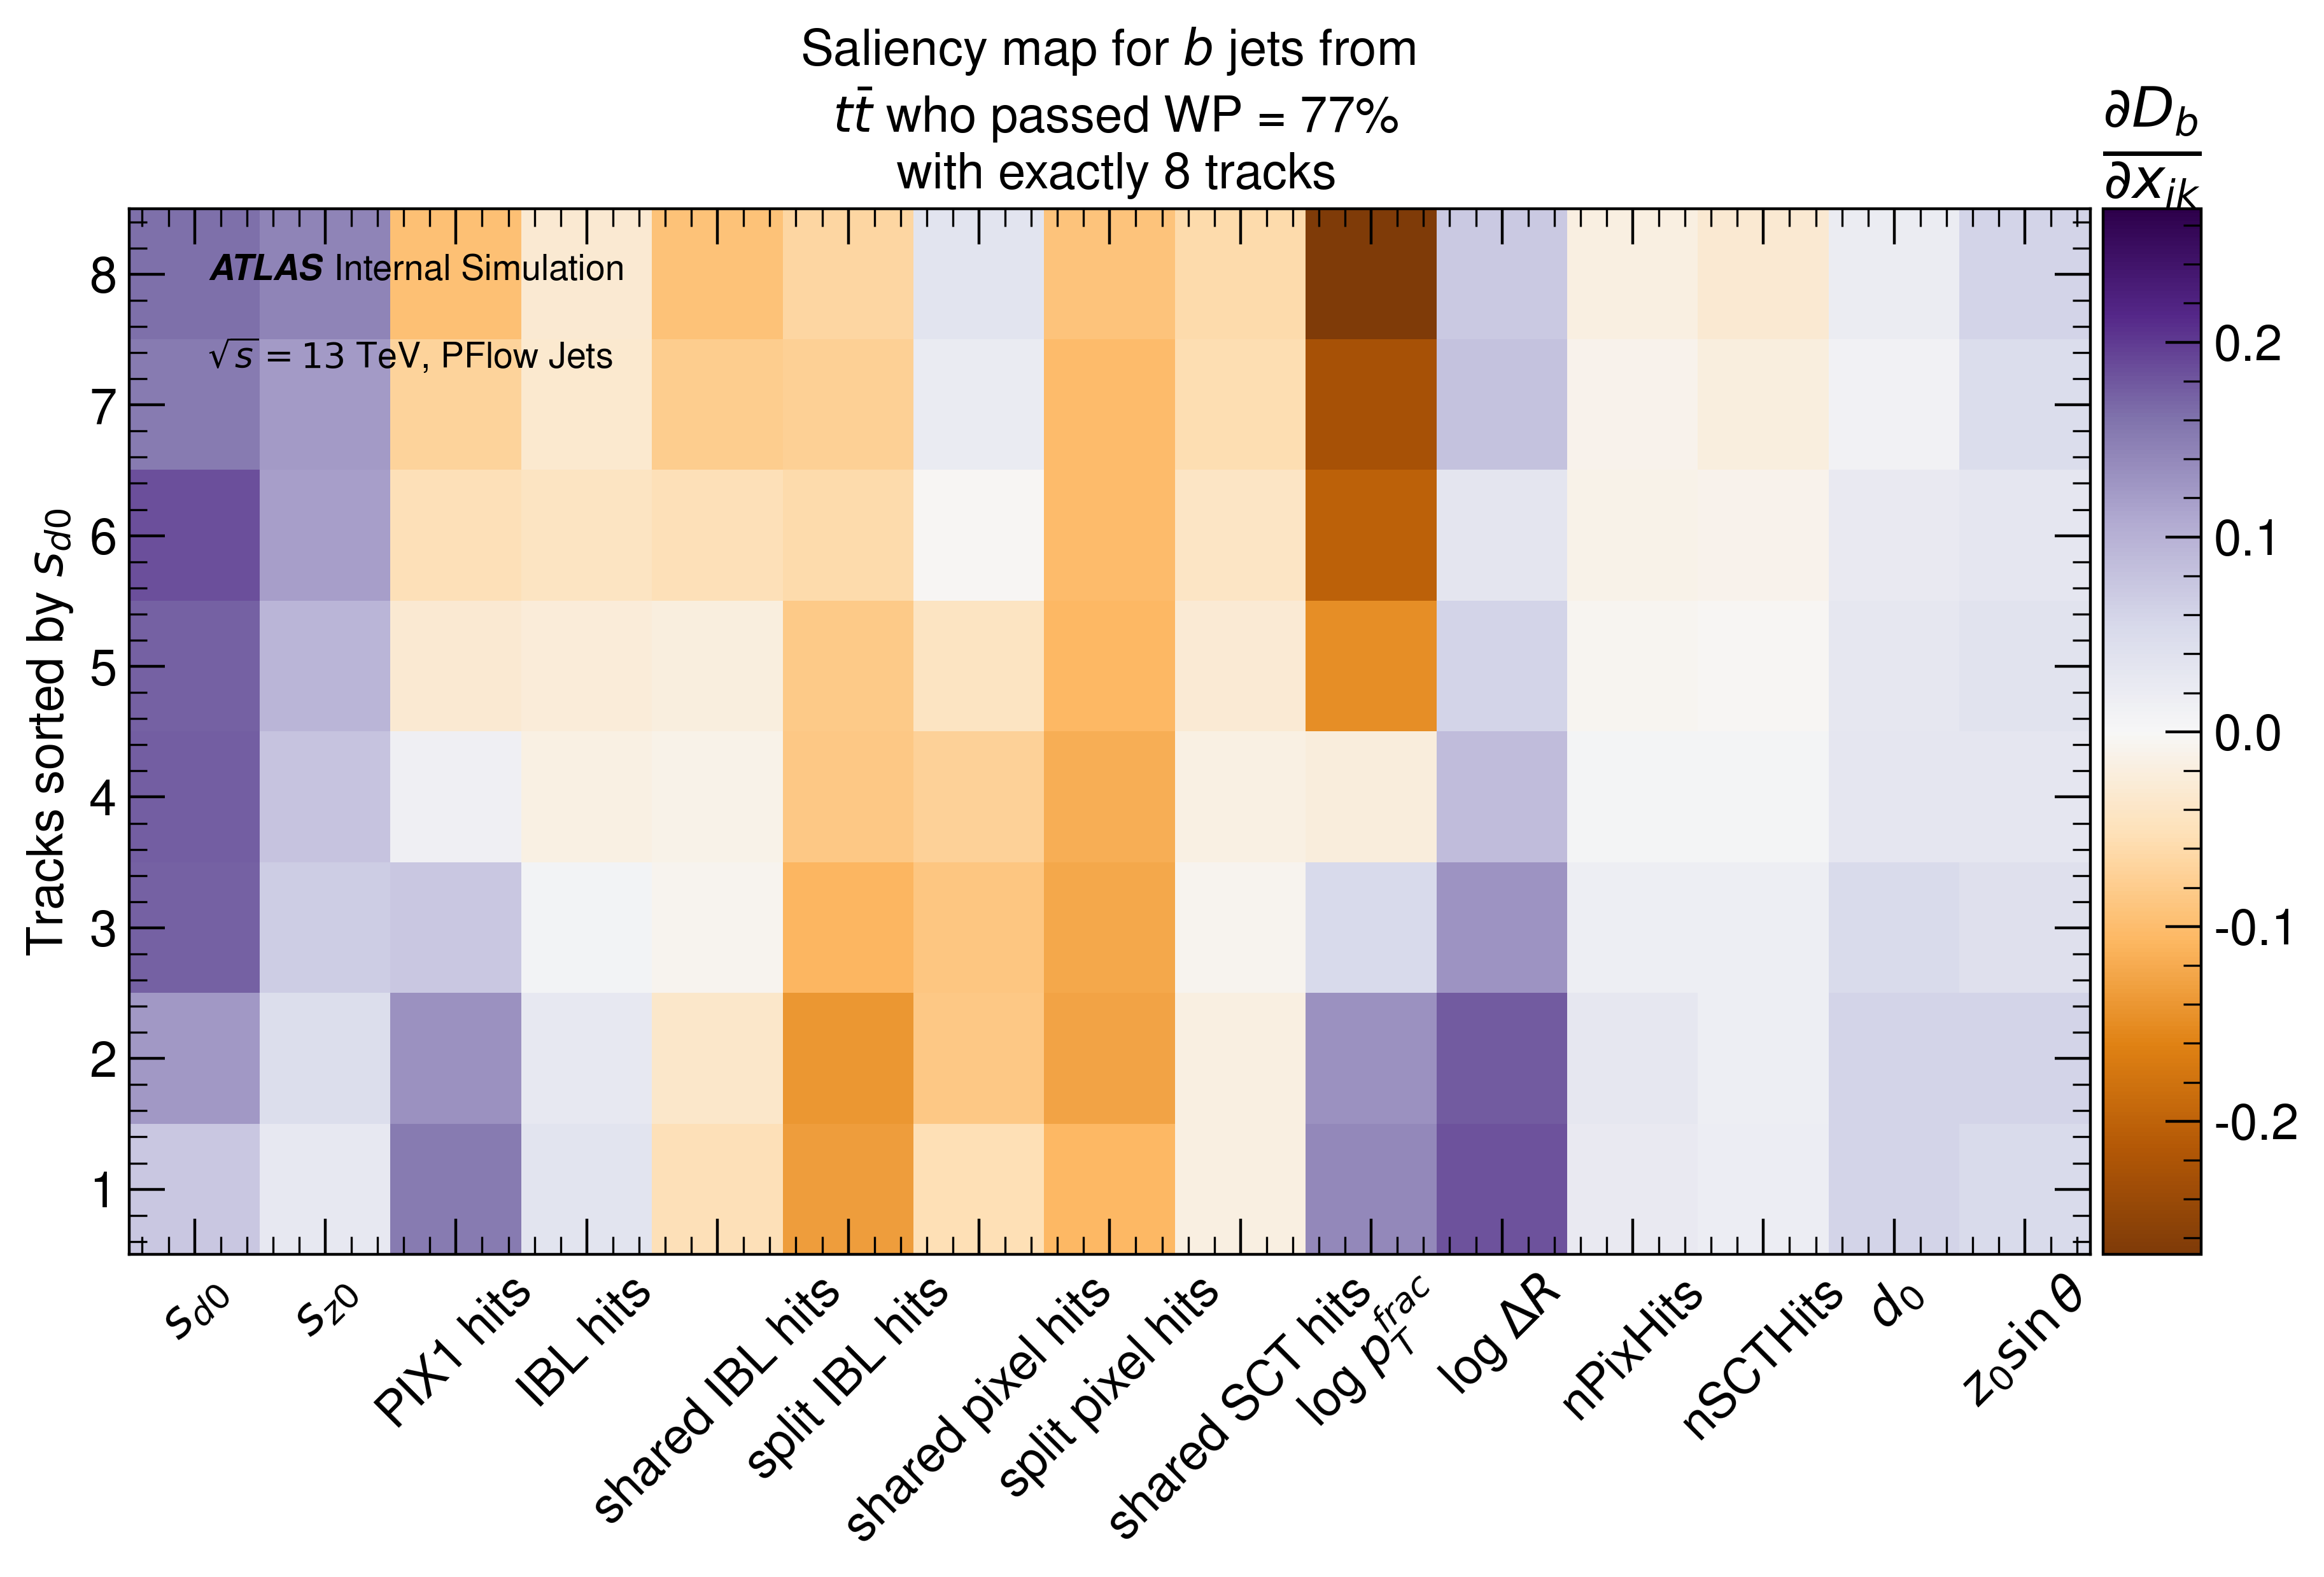 Saliency map for b jets from
tt̄ who passed WP = 77%
with exactly 8 tracks
∂D_b
∂x_ik
ATLAS Internal Simulation
√s = 13 TeV, PFlow Jets
Tracks sorted by s_d0
8
7
6
5
4
3
2
1
0.2
0.1
0.0
-0.1
-0.2
s_d0
s_z0
PIX1 hits
IBL hits
shared IBL hits
split IBL hits
shared pixel hits
split pixel hits
shared SCT hits
log p_T^frac
log ΔR
nPixHits
nSCTHits
d_0
z_0 sin θ